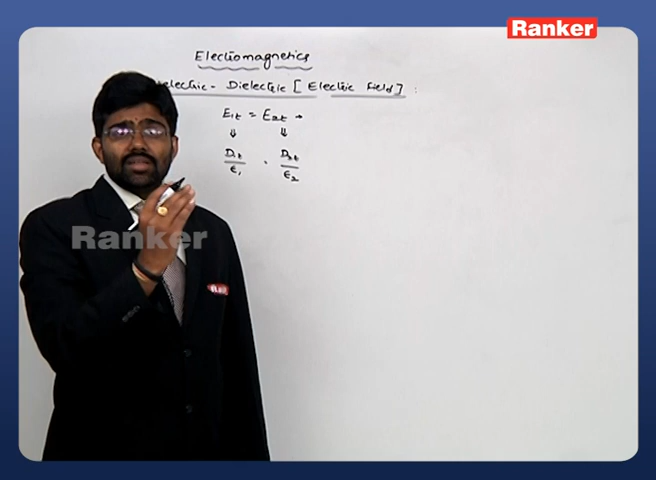 Ranker
Electromagnetics
Dielectric - Dielectric [Electric Field] :
E1t = E2t →
⇓ ⇓
D1t / ε1 . D2t / ε2
Ranker